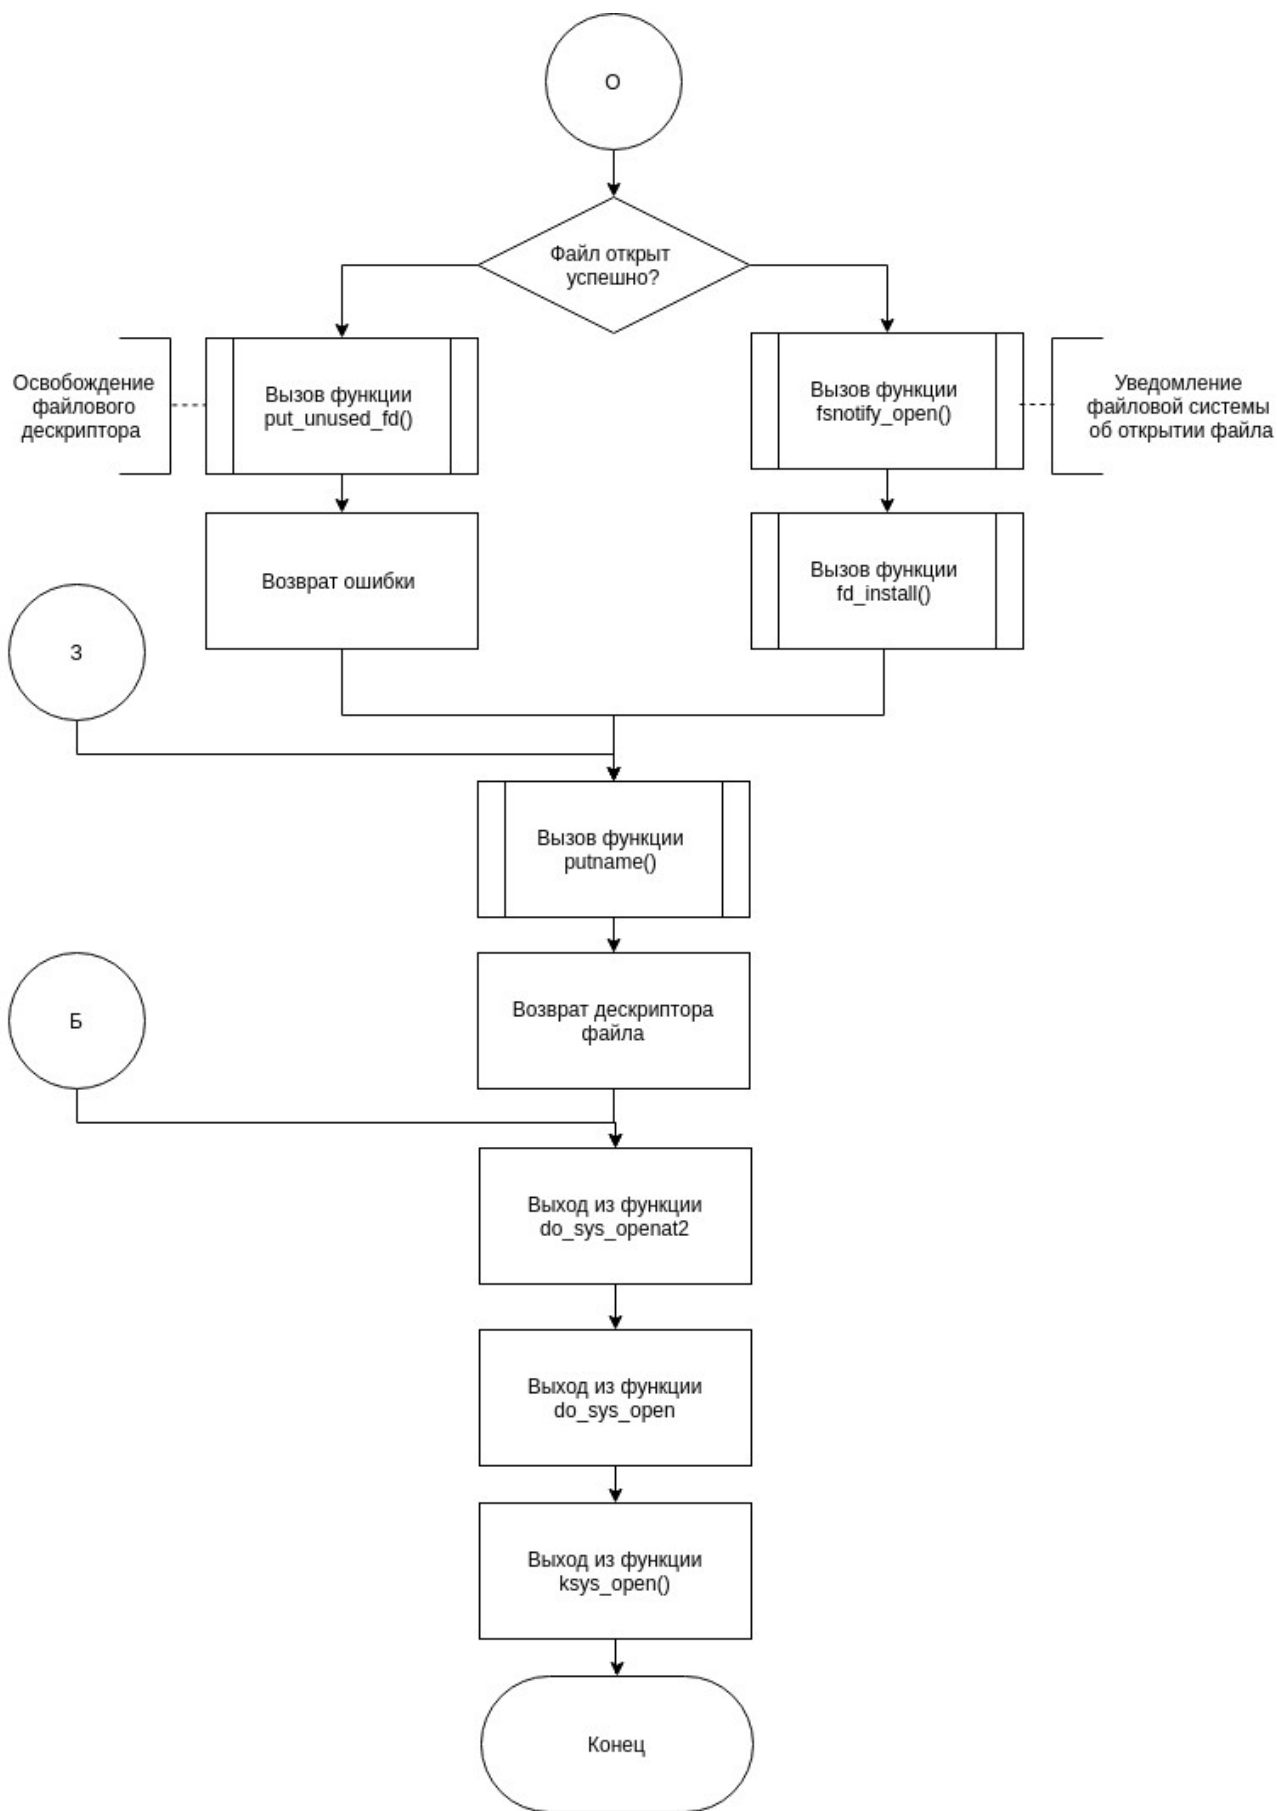 О
Файл открыт
успешно?
Освобождение
файлового
дескриптора
Вызов функции
put_unused_fd()
Вызов функции
fsnotify_open()
Уведомление
файловой системы
об открытии файла
Возврат ошибки
Вызов функции
fd_install()
З
Вызов функции
putname()
Возврат дескриптора
файла
Б
Выход из функции
do_sys_openat2
Выход из функции
do_sys_open
Выход из функции
ksys_open()
Конец